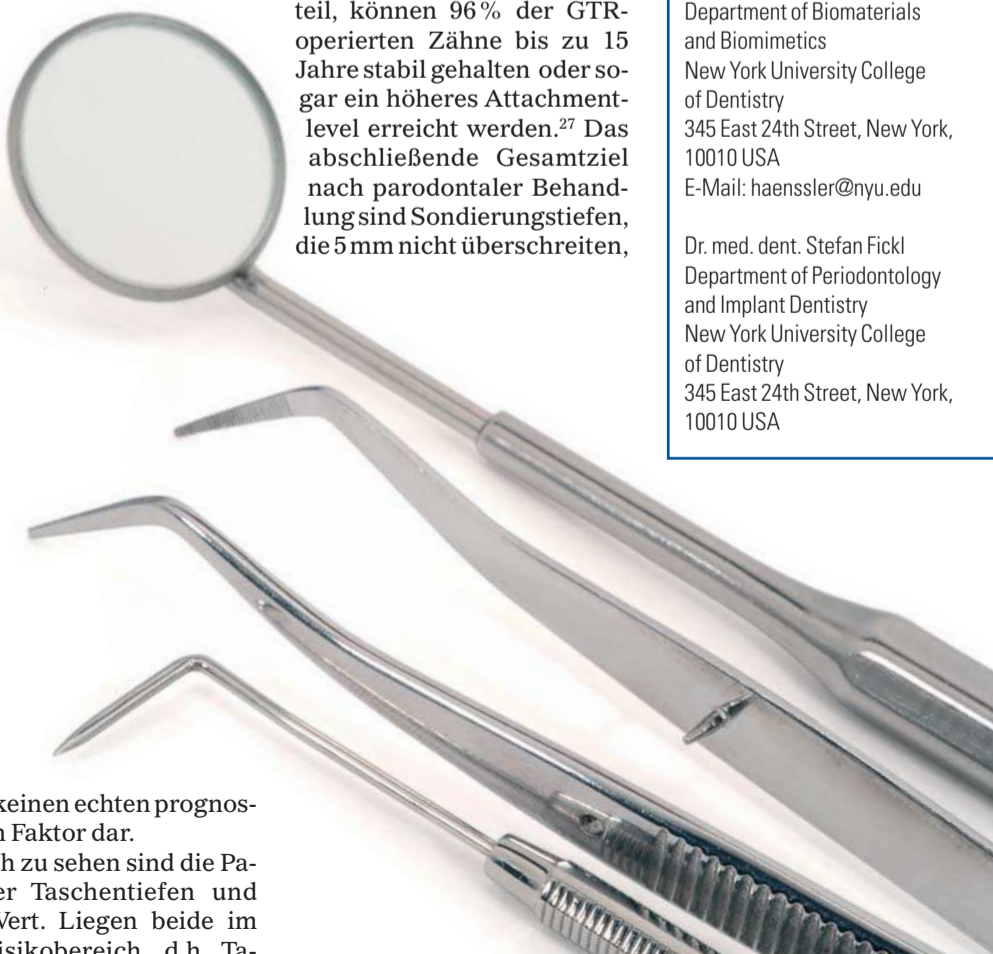 teil, können 96 % der GTR-
operierten Zähne bis zu 15
Jahre stabil gehalten oder so-
gar ein höheres Attachment-
level erreicht werden.²⁷ Das
abschließende Gesamtziel
nach parodontaler Behand-
lung sind Sondierungstiefen,
die 5 mm nicht überschreiten,
keinen echten prognos-
Faktor dar.
zu sehen sind die Pa-
Taschentiefen und
Vert. Liegen beide im
isikobereich, d.h. Ta-
Department of Biomaterials
and Biomimetics
New York University College
of Dentistry
345 East 24th Street, New York,
10010 USA
E-Mail: haenssler@nyu.edu
Dr. med. dent. Stefan Fickl
Department of Periodontology
and Implant Dentistry
New York University College
of Dentistry
345 East 24th Street, New York,
10010 USA